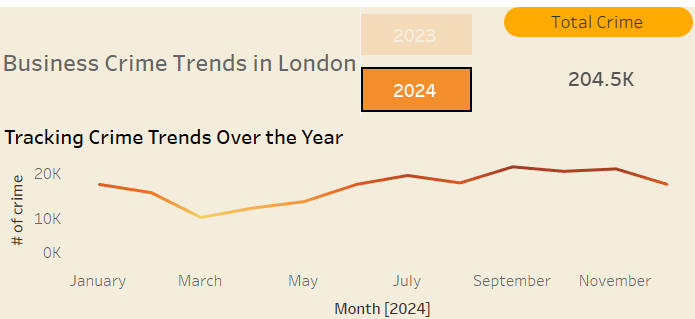 Business Crime Trends in London
2023
2024
Total Crime
204.5K
Tracking Crime Trends Over the Year
# of crime
20K
10K
0K
January March May July September November
Month [2024]